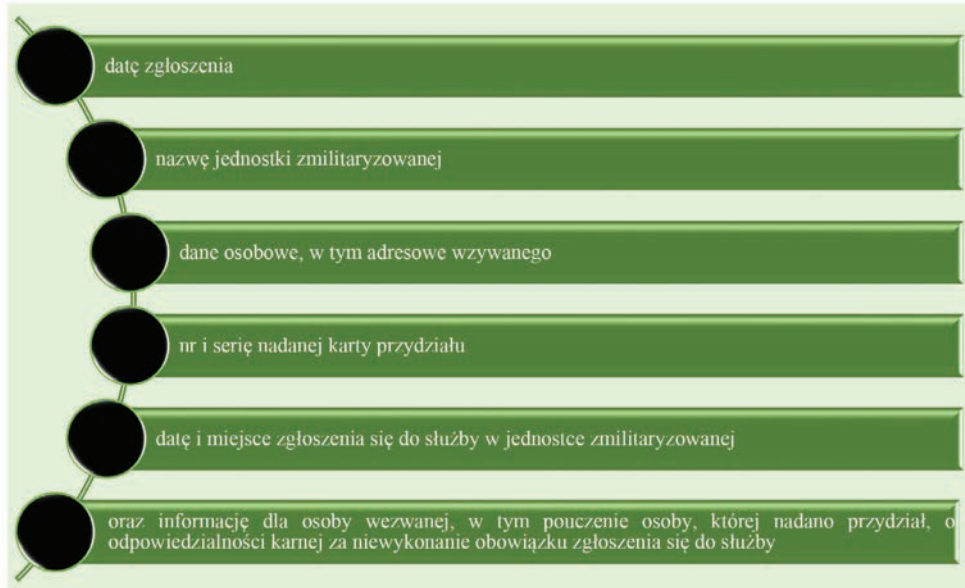 datę zgłoszenia
nazwę jednostki zmilitaryzowanej
dane osobowe, w tym adresowe wzywanego
nr i serię nadanej karty przydziału
datę i miejsce zgłoszenia się do służby w jednostce zmilitaryzowanej
oraz informację dla osoby wezwanej, w tym pouczenie osoby, której nadano przydział, o
odpowiedzialności karnej za niewykonanie obowiązku zgłoszenia się do służby